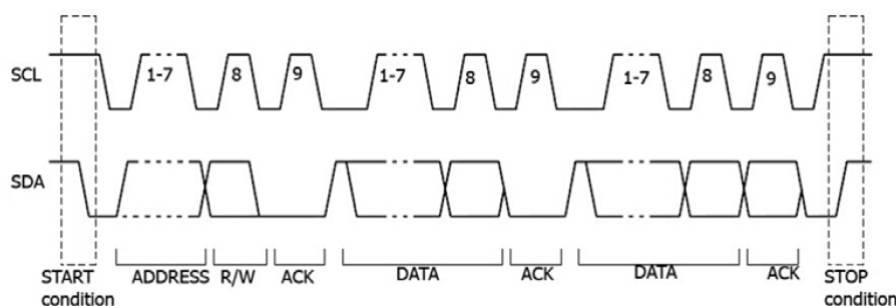 SCL
1-7 8 9 1-7 8 9 1-7 8 9
SDA
START condition
ADDRESS R/W ACK DATA ACK DATA ACK
STOP condition